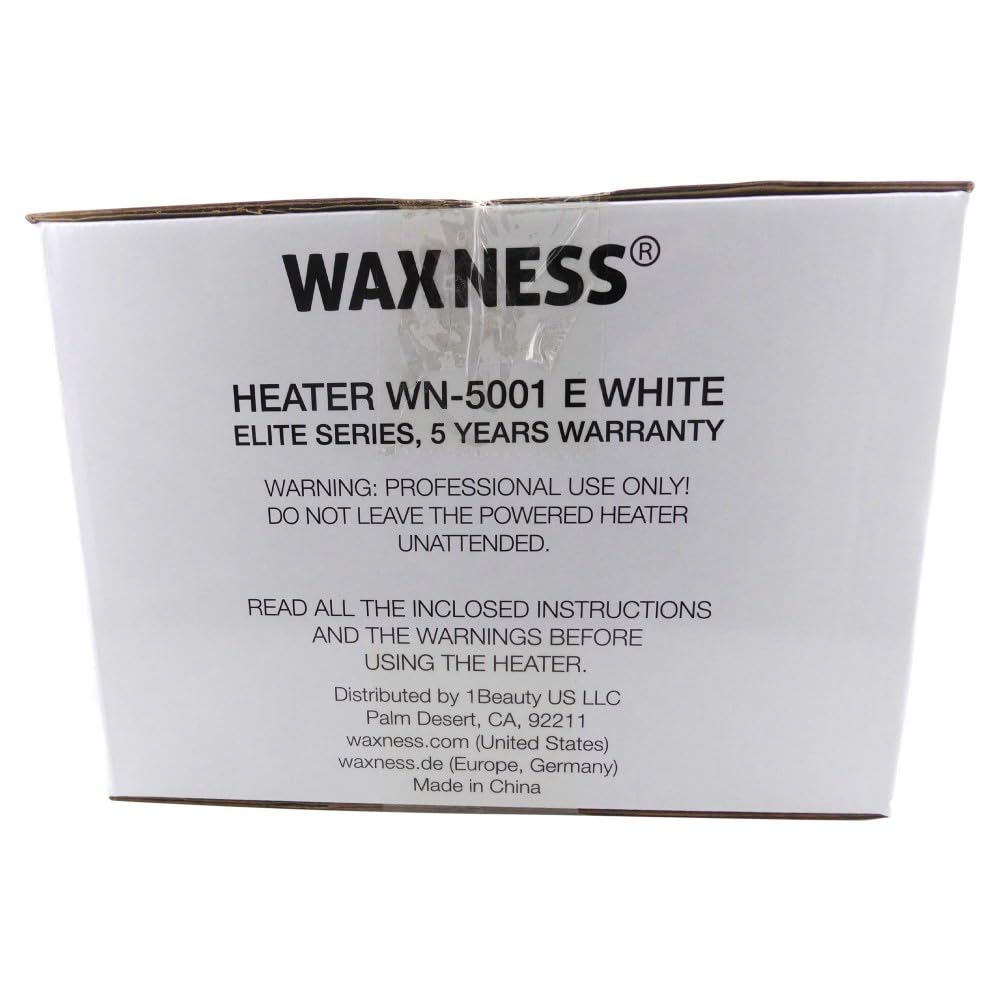 WAXNESS®
HEATER WN-5001 E WHITE
ELITE SERIES, 5 YEARS WARRANTY
WARNING: PROFESSIONAL USE ONLY!
DO NOT LEAVE THE POWERED HEATER
UNATTENDED.
READ ALL THE INCLOSED INSTRUCTIONS
AND THE WARNINGS BEFORE
USING THE HEATER.
Distributed by 1Beauty US LLC
Palm Desert, CA, 92211
waxness.com (United States)
waxness.de (Europe, Germany)
Made in China